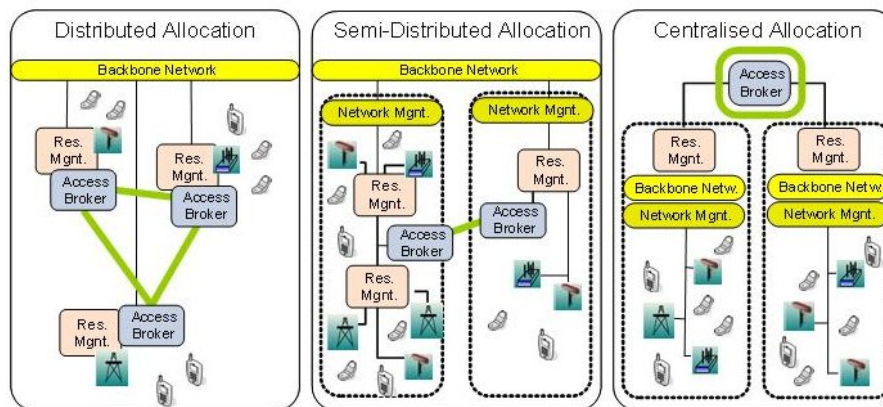 Distributed Allocation
Backbone Network
Res.
Mgnt.
Res.
Mgnt.
Access
Broker
Access
Broker
Res.
Mgnt.
Access
Broker
Semi-Distributed Allocation
Backbone Network
Network Mgnt.
Network Mgnt.
Res.
Mgnt.
Res.
Mgnt.
Access
Broker
Access
Broker
Res.
Mgnt.
Centralised Allocation
Access
Broker
Res.
Mgnt.
Res.
Mgnt.
Backbone Netw.
Backbone Netw.
Network Mgnt.
Network Mgnt.